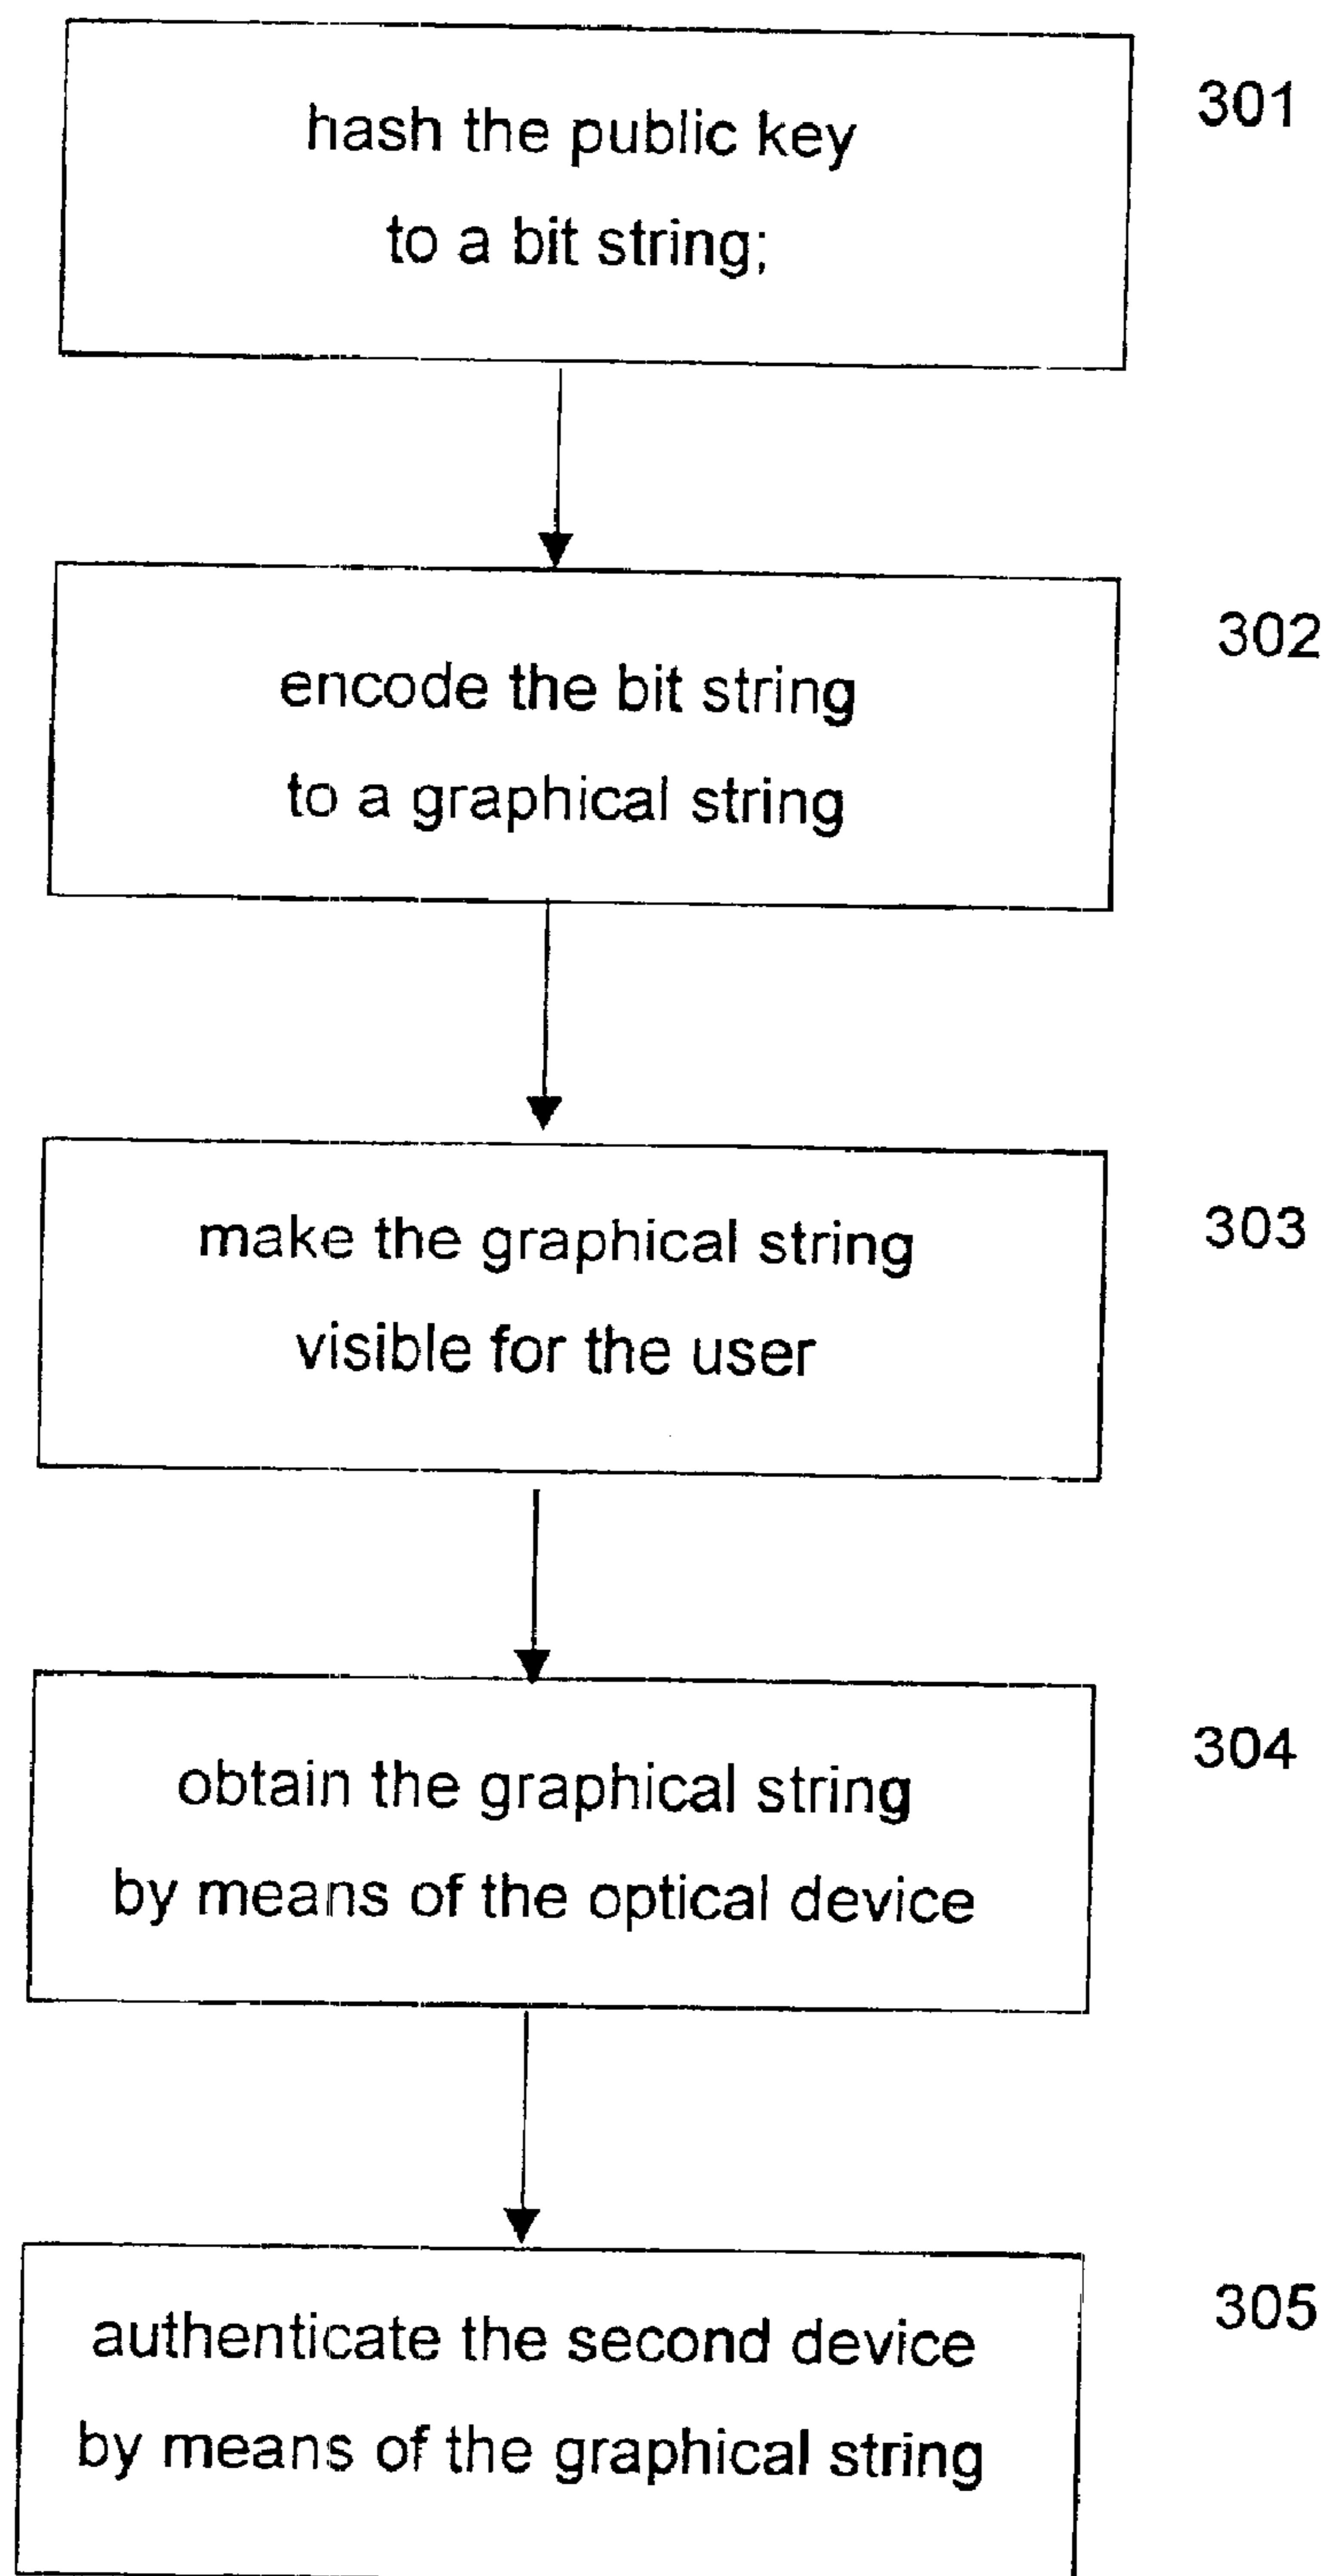 301
hash the public key
to a bit string;
302
encode the bit string
to a graphical string
303
make the graphical string
visible for the user
304
obtain the graphical string
by means of the optical device
305
authenticate the second device
by means of the graphical string